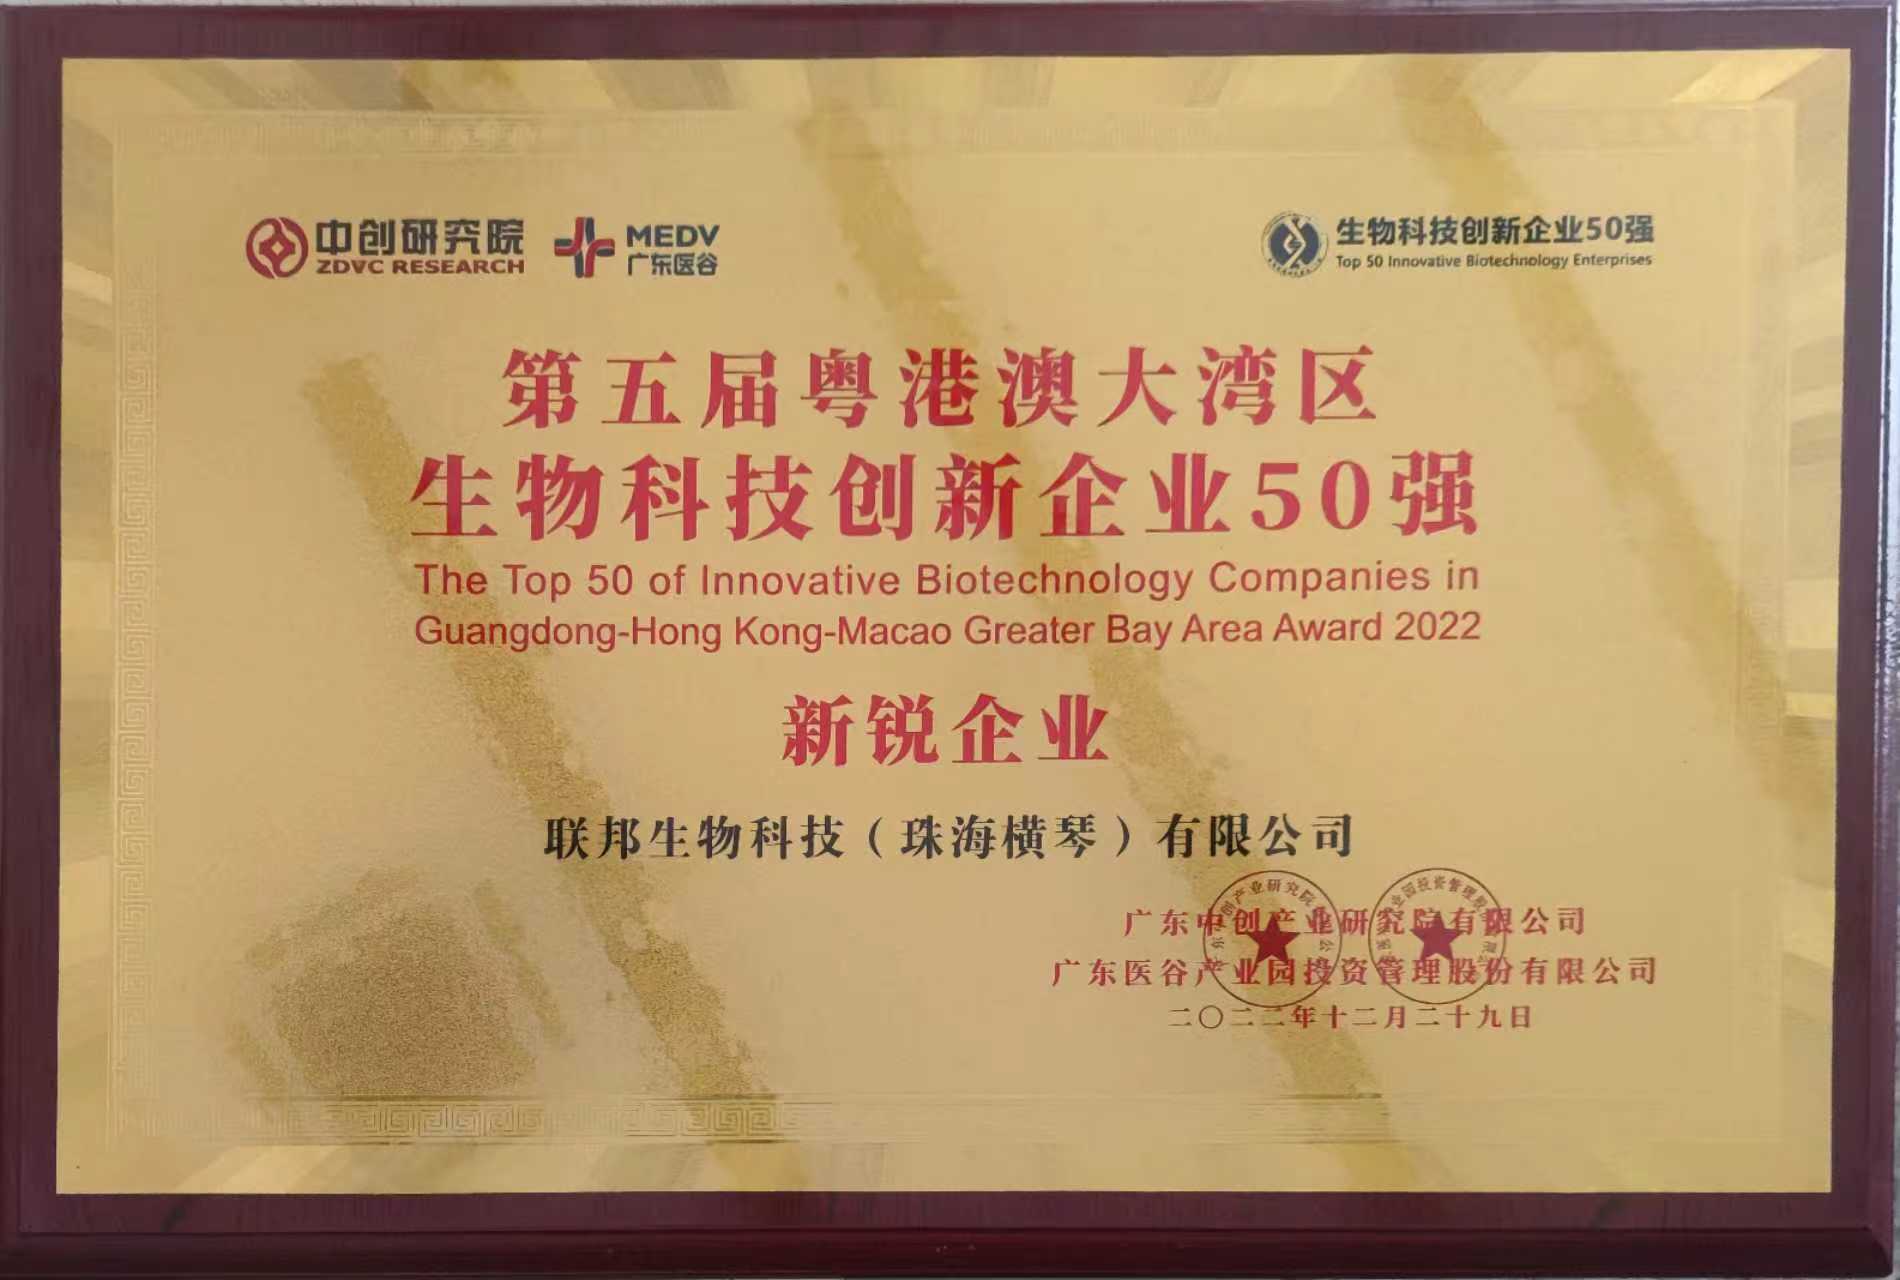 中创研究院
ZDVC RESEARCH
MEDV
广东医谷
生物科技创新企业50强
Top 50 Innovative Biotechnology Enterprises
第五届粤港澳大湾区
生物科技创新企业50强
The Top 50 of Innovative Biotechnology Companies in
Guangdong-Hong Kong-Macao Greater Bay Area Award 2022
新锐企业
联邦生物科技（珠海横琴）有限公司
广东中创产业研究院有限公司
广东医谷产业园投资管理股份有限公司
二〇二二年十二月二十九日